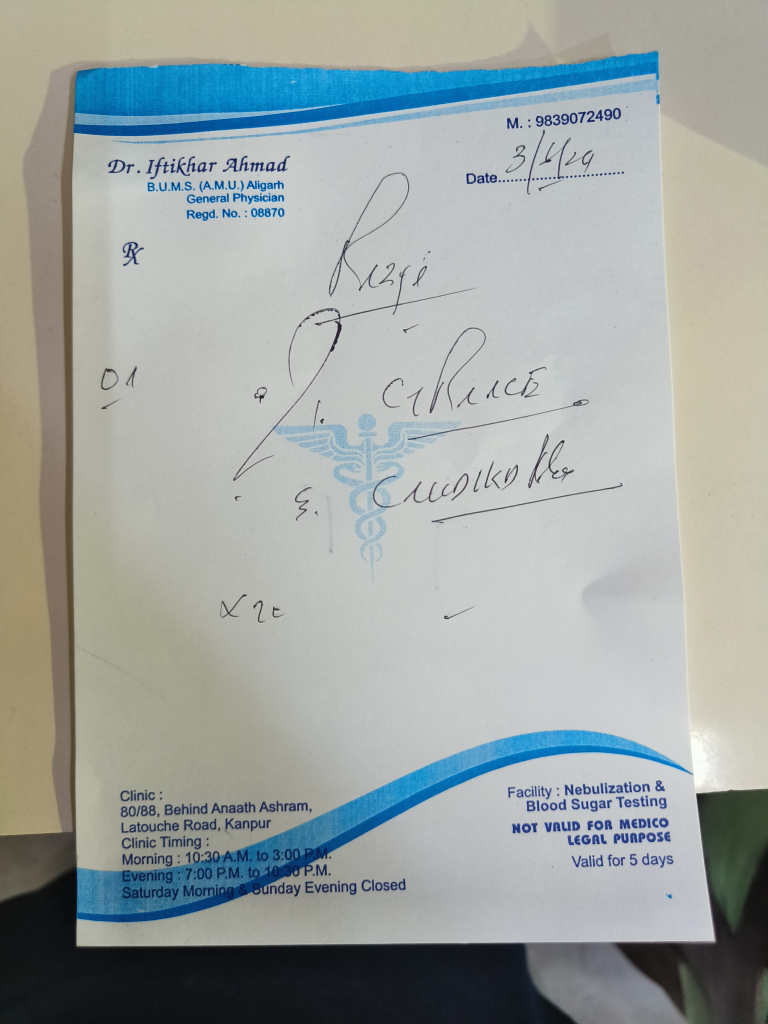 M. : 9839072490
Dr. Iftikhar Ahmad
B.U.M.S. (A.M.U.) Aligarh
General Physician
Regd. No. : 08870
Date
Rx
01
1.
Clinic :
80/88, Behind Anaath Ashram,
Latouche Road, Kanpur
Clinic Timing :
Morning : 10:30 A.M. to 3:00 P.M.
Evening : 7:00 P.M. to 10:30 P.M.
Saturday Morning & Sunday Evening Closed
Facility : Nebulization &
Blood Sugar Testing
NOT VALID FOR MEDICO
LEGAL PURPOSE
Valid for 5 days